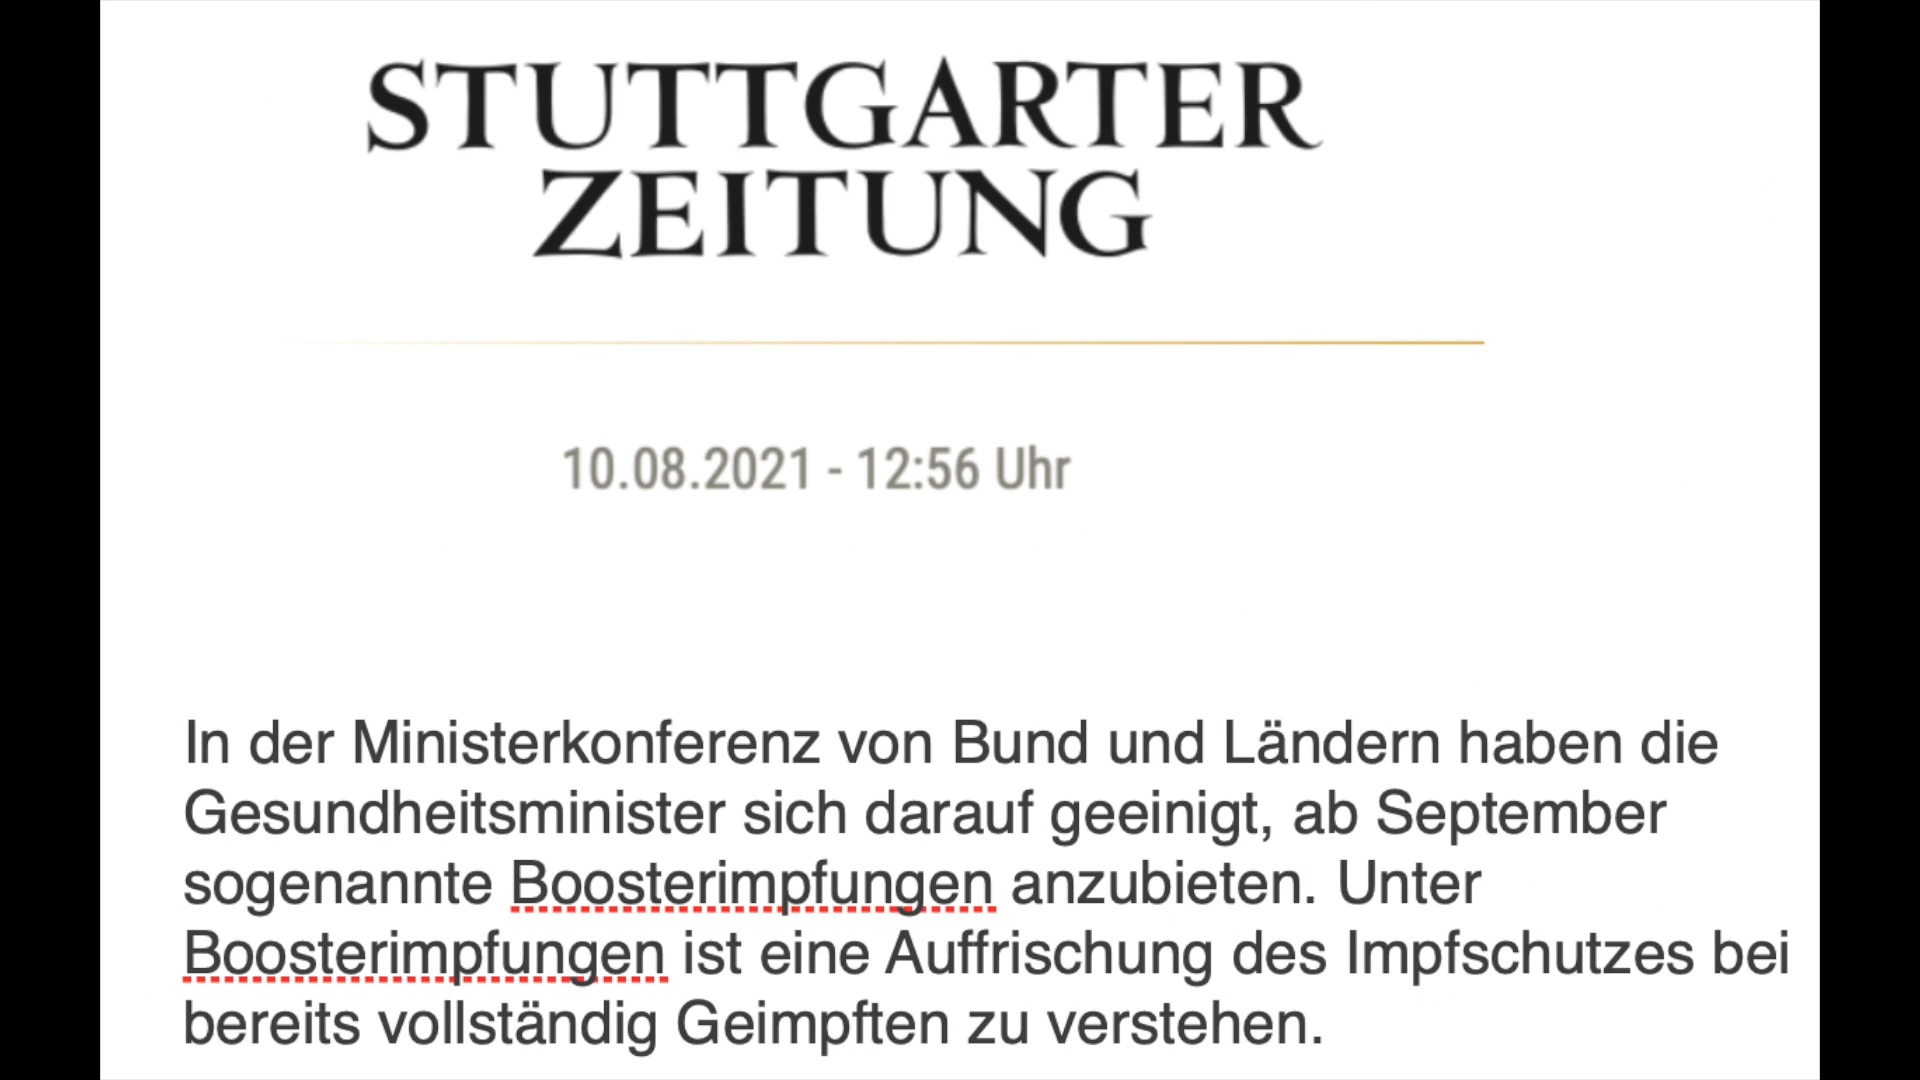 STUTTGARTER
ZEITUNG
10.08.2021 - 12:56 Uhr
In der Ministerkonferenz von Bund und Ländern haben die
Gesundheitsminister sich darauf geeinigt, ab September
sogenannte Boosterimpfungen anzubieten. Unter
Boosterimpfungen ist eine Auffrischung des Impfschutzes bei
bereits vollständig Geimpften zu verstehen.